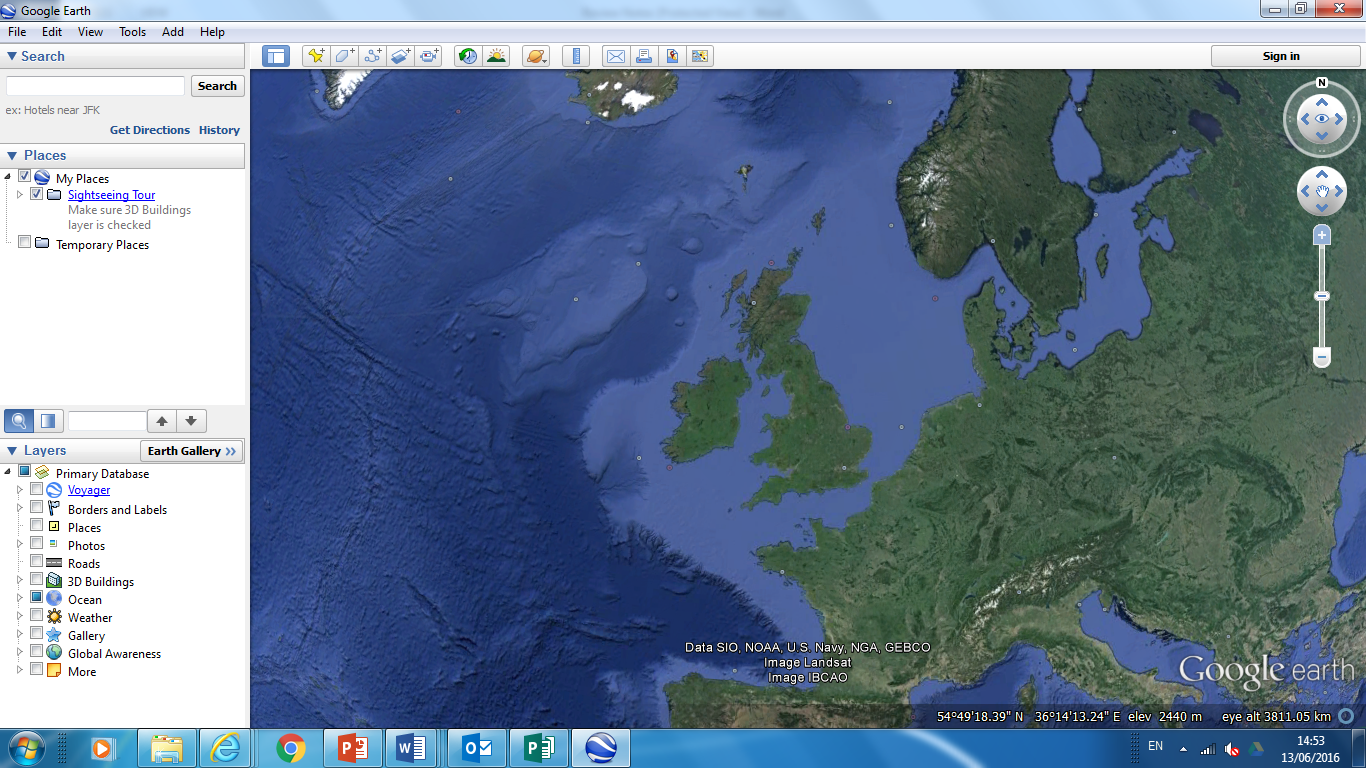 Google Earth
File Edit View Tools Add Help
Search
Search
ex: Hotels near JFK
Get Directions History
Places
My Places
Sightseeing Tour
Make sure 3D Buildings
layer is checked
Temporary Places
Layers
Earth Gallery >>
Primary Database
Voyager
Borders and Labels
Places
Photos
Roads
3D Buildings
Ocean
Weather
Gallery
Global Awareness
More
Sign in
N
Data SIO, NOAA, U.S. Navy, NGA, GEBCO
Image Landsat
Image IBCAO
Google earth
54°49'18.39" N 36°14'13.24" E elev 2440 m eye alt 3811.05 km
EN
14:53
13/06/2016